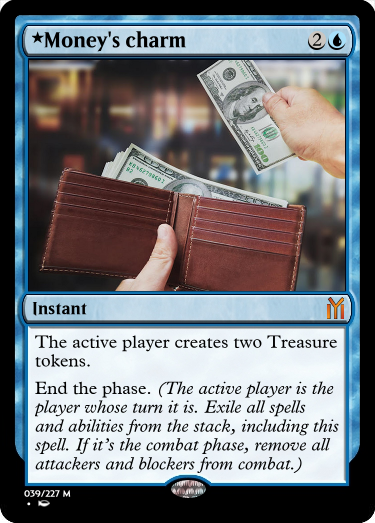 ★Money's charm 2
100
Instant
The active player creates two Treasure
tokens.
End the phase. (The active player is the
player whose turn it is. Exile all spells
and abilities from the stack, including this
spell. If it's the combat phase, remove all
attackers and blockers from combat.)
039/227 M